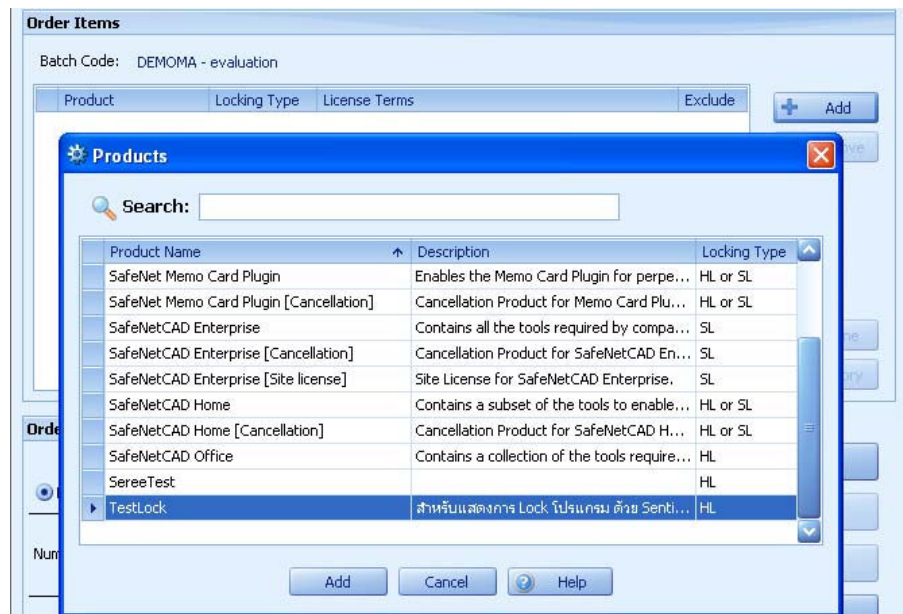 Order Items
Batch Code: DEMOMA - evaluation
Product Locking Type License Terms Exclude
Add
Products
Search:
Product Name Description Locking Type
SafeNet Memo Card Plugin Enables the Memo Card Plugin for perpe... HL or SL
SafeNet Memo Card Plugin [Cancellation] Cancellation Product for Memo Card Plu... HL or SL
SafeNetCAD Enterprise Contains all the tools required by compa... SL
SafeNetCAD Enterprise [Cancellation] Cancellation Product for SafeNetCAD En... SL
SafeNetCAD Enterprise [Site license] Site License for SafeNetCAD Enterprise. SL
SafeNetCAD Home Contains a subset of the tools to enable... HL or SL
SafeNetCAD Home [Cancellation] Cancellation Product for SafeNetCAD H... HL or SL
SafeNetCAD Office Contains a collection of the tools require... HL
SereeTest HL
TestLock สำหรับแสดงการ Lock โปรแกรม ด้วย Senti... HL
Add Cancel Help